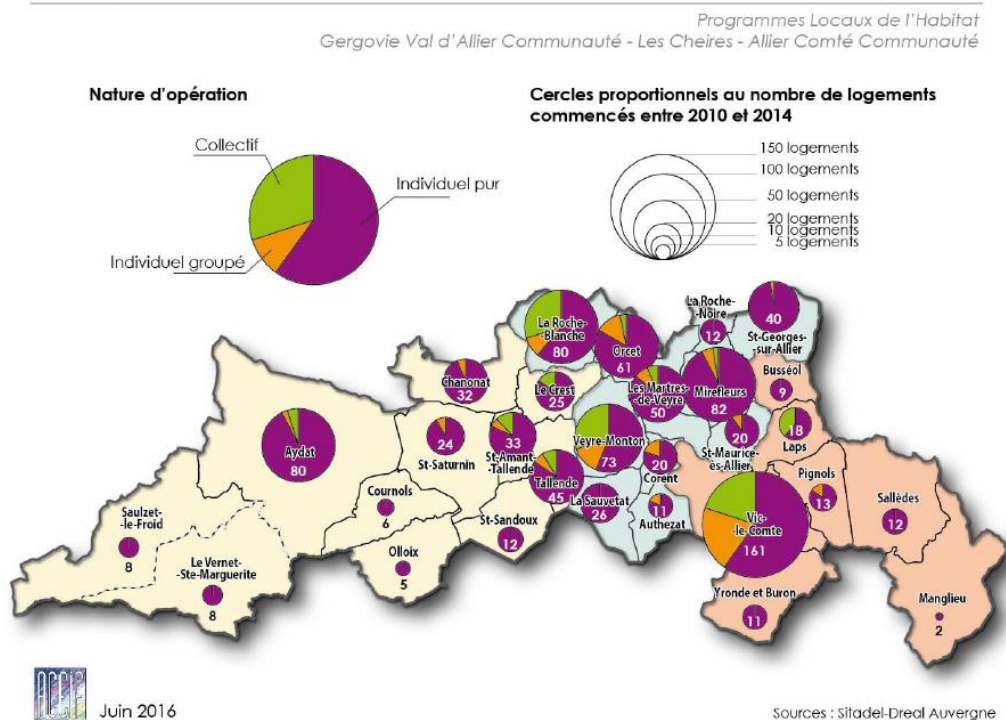 Programmes Locaux de l'Habitat
Gergovie Val d'Allier Communauté - Les Cheires - Allier Comté Communauté
Nature d'opération
Collectif
Individuel pur
Individuel groupé
Cercles proportionnels au nombre de logements
commencés entre 2010 et 2014
150 logements
100 logements
50 logements
20 logements
10 logements
5 logements
La Roche-
-Blanche
80
Orcet
61
La Roche-
-Noire
12
40
St-Georges-
-sur-Allier
Chanonat
32
Le Crest
25
Les Martres-
-de-Veyre
50
Mirefleurs
82
Busséol
9
Aydat
80
24
St-Saturnin
33
St-Amant-
-Tallende
Veyre-Monton
73
20
Corent
20
St-Maurice-
-ès-Allier
18
Laps
Tallende
45
La Sauvetat
26
11
Authezat
Pignols
13
Sallèdes
12
Cournols
6
St-Sandoux
12
Vic-
le-Comte
161
Saulzet-
-le-Froid
8
Le Vernet-
-Ste-Marguerite
8
Olloix
5
Yronde et Buron
11
Manglieu
2
ACEIF
Juin 2016
Sources : Sitadel-Dreal Auvergne